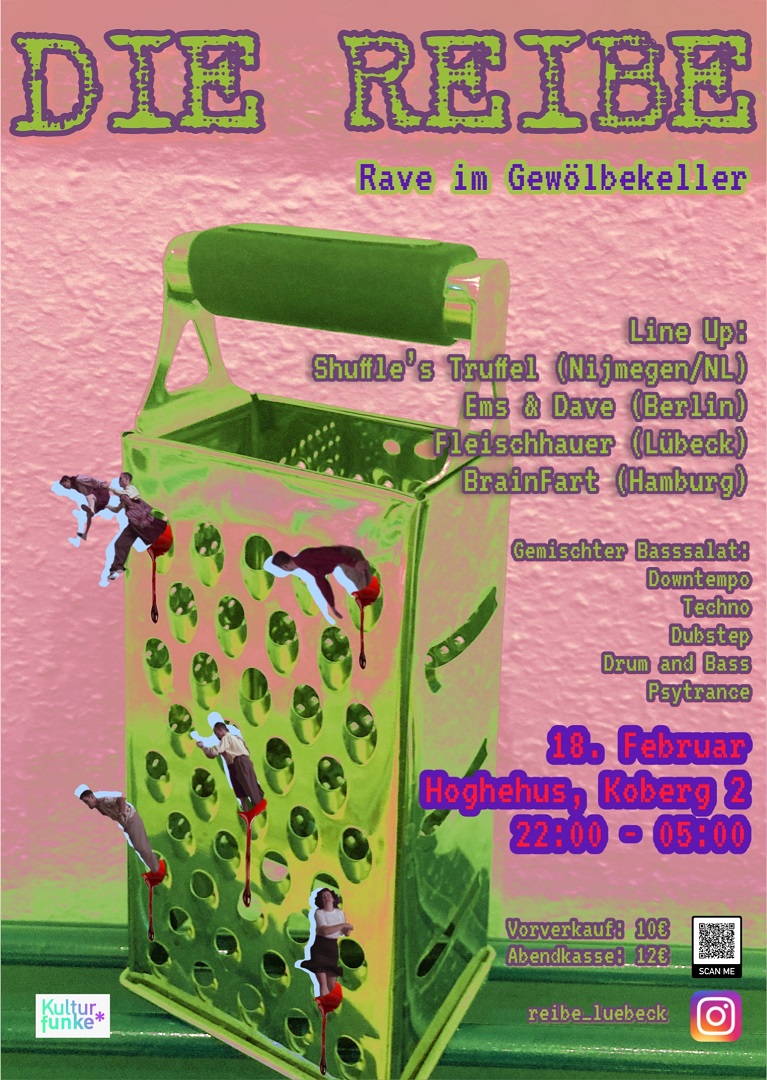 DIE REIBE
Rave im Gewölbekeller
Line Up:
Shuffle's Truffel (Nijmegen/NL)
Ems & Dave (Berlin)
Fleischhauer (Lübeck)
BrainFart (Hamburg)
Gemischter Basssalat:
Downtempo
Techno
Dubstep
Drum and Bass
Psytrance
18. Februar
Hoghehus, Koberg 2
22:00 - 05:00
Vorverkauf: 10€
Abendkasse: 12€
SCAN ME
reibe_luebeck
Kultur
funke*